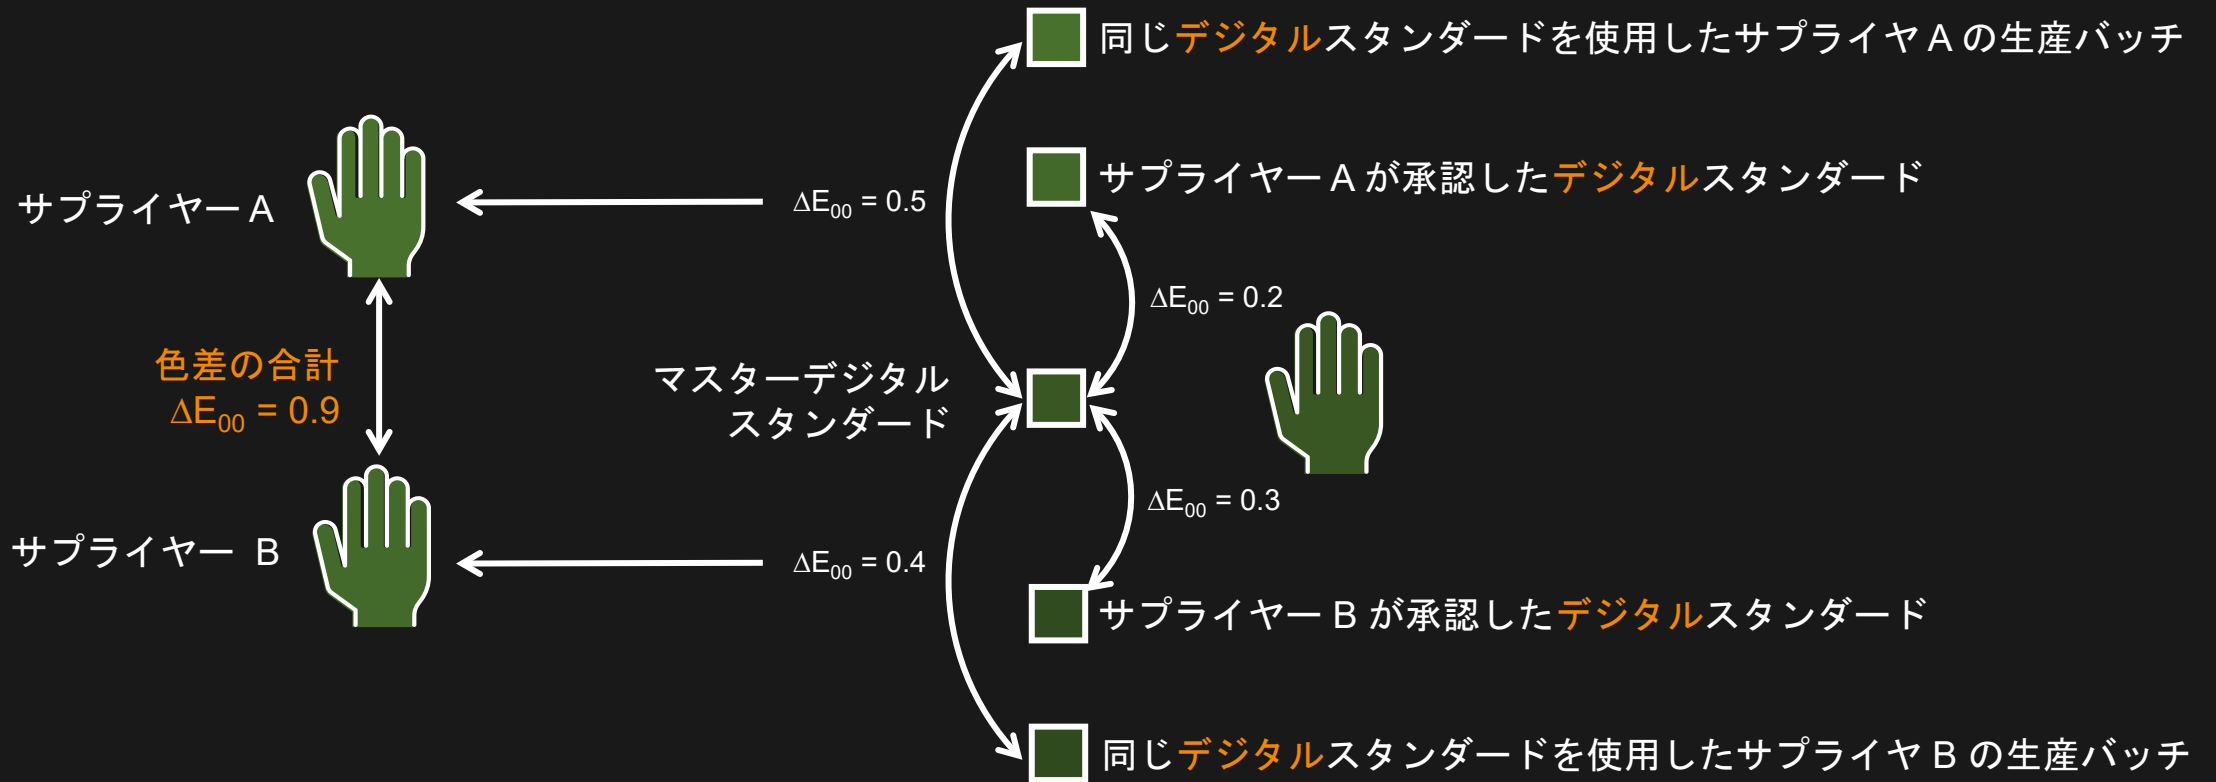 同じデジタルスタンダードを使用したサプライヤ A の生産バッチ
サプライヤー A が承認したデジタルスタンダード
サプライヤー A
ΔE00 = 0.5
ΔE00 = 0.2
色差の合計
ΔE00 = 0.9
マスターデジタル
スタンダード
ΔE00 = 0.3
サプライヤー B
ΔE00 = 0.4
サプライヤー B が承認したデジタルスタンダード
同じデジタルスタンダードを使用したサプライヤ B の生産バッチ